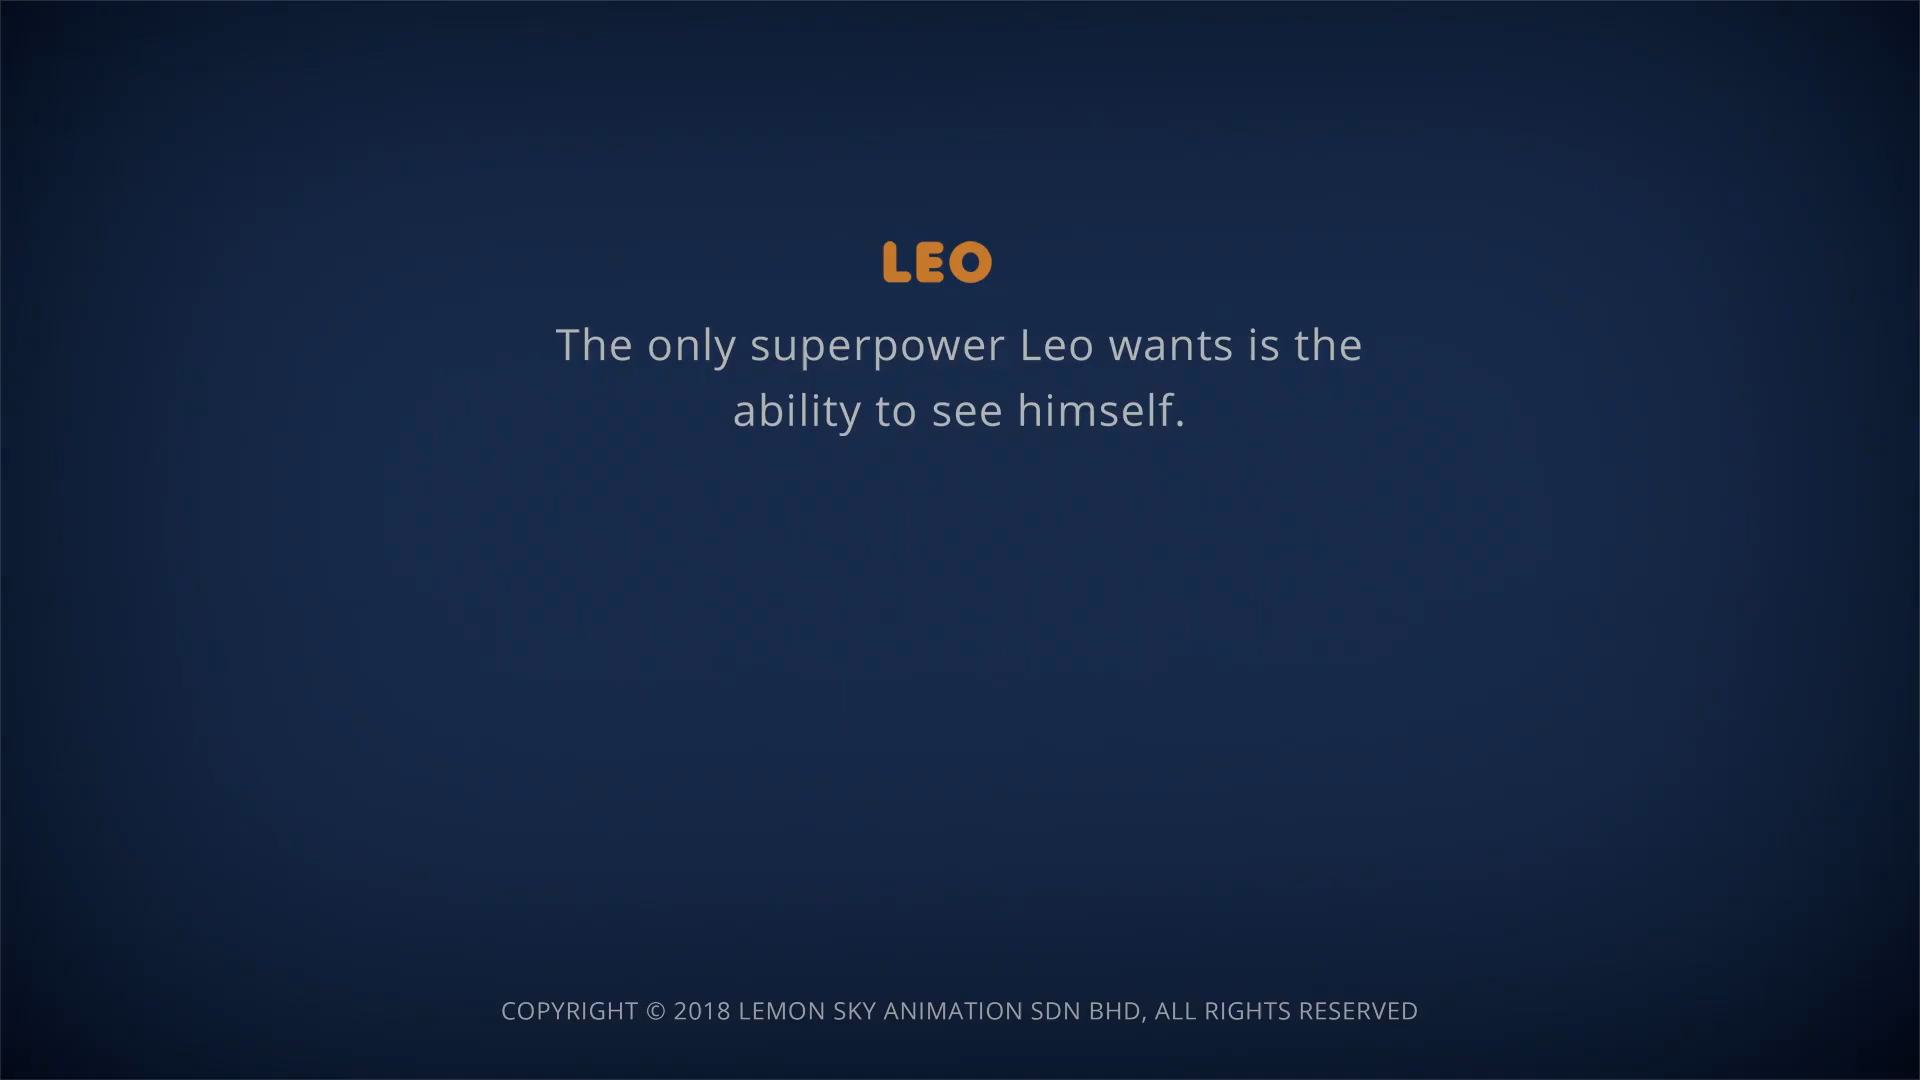 LEO
The only superpower Leo wants is the
ability to see himself.
COPYRIGHT © 2018 LEMON SKY ANIMATION SDN BHD, ALL RIGHTS RESERVED